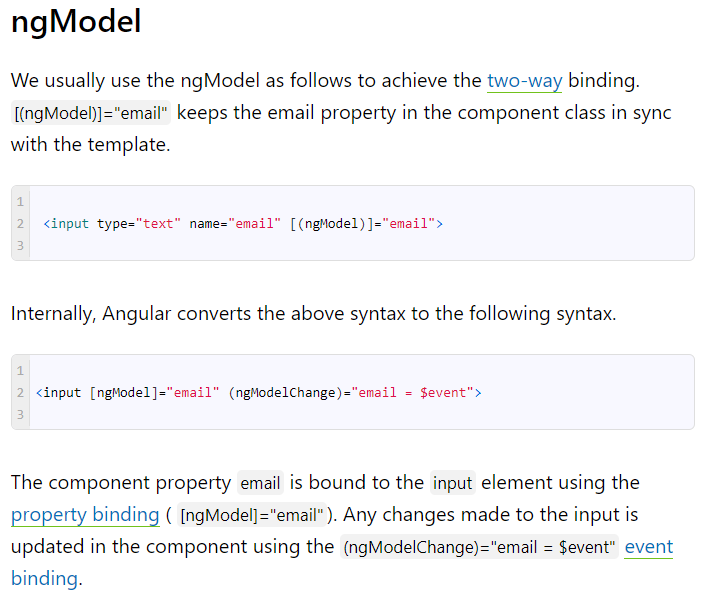 ngModel
We usually use the ngModel as follows to achieve the two-way binding.
[(ngModel)]="email" keeps the email property in the component class in sync
with the template.
1
2 <input type="text" name="email" [(ngModel)]="email">
3
Internally, Angular converts the above syntax to the following syntax.
1
2 <input [ngModel]="email" (ngModelChange)="email = $event">
3
The component property email is bound to the input element using the
property binding ( [ngModel]="email"). Any changes made to the input is
updated in the component using the (ngModelChange)="email = $event" event
binding.